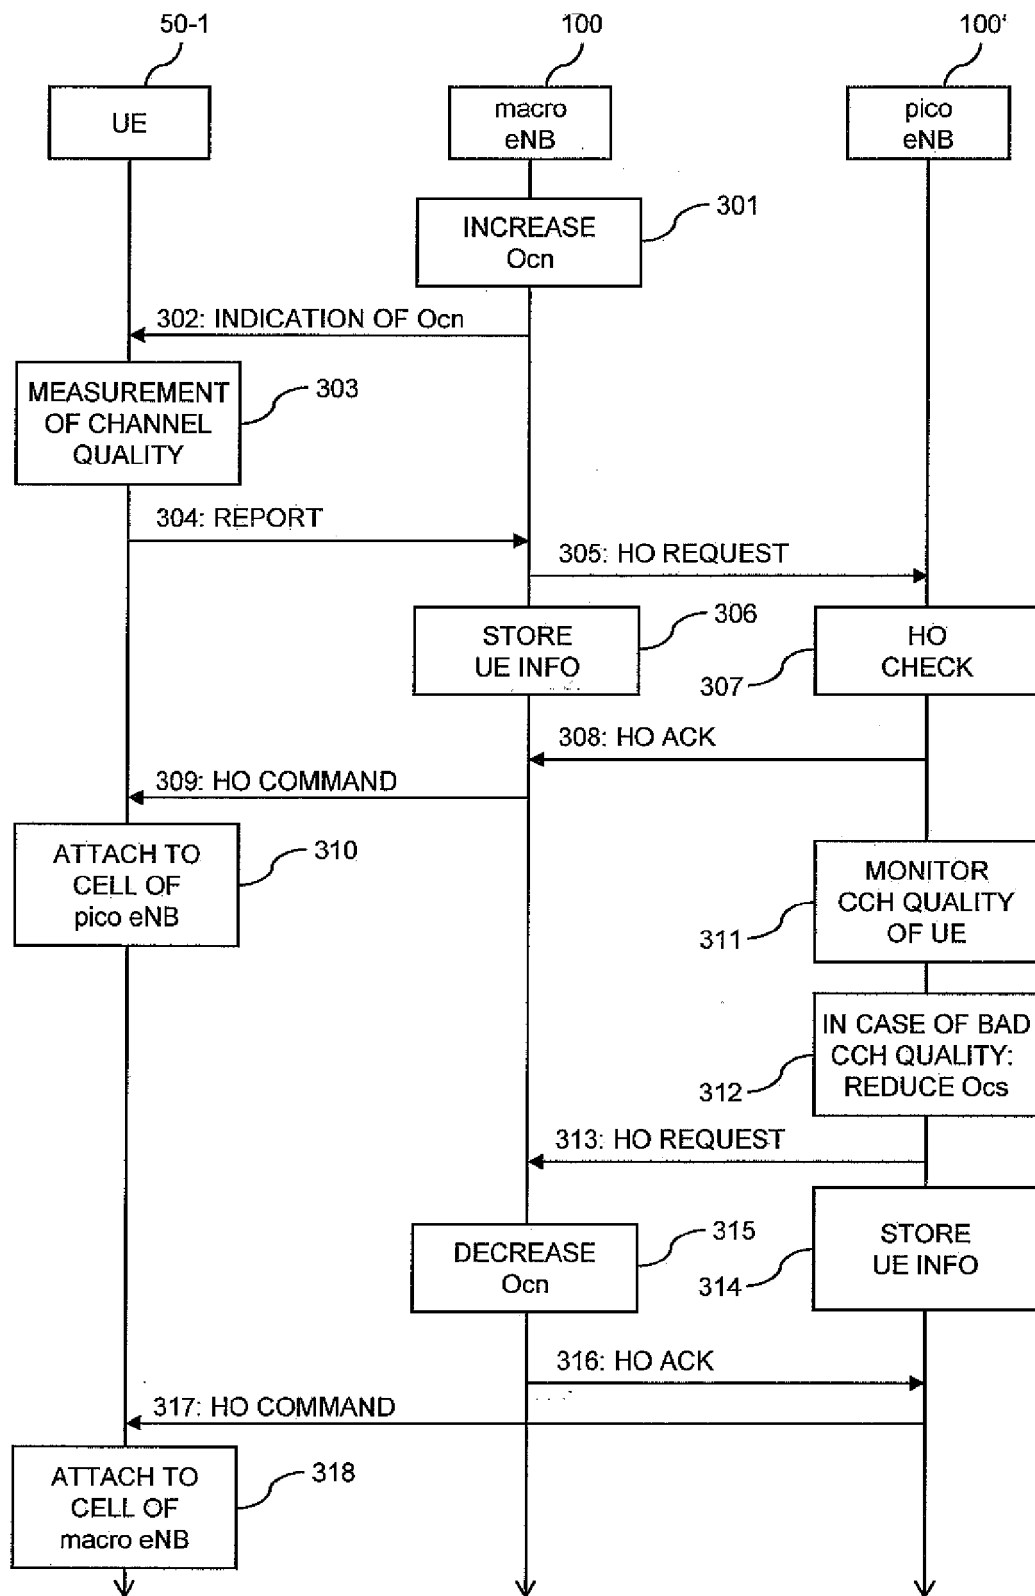 50-1
100
100'
UE
macro
eNB
pico
eNB
INCREASE
Ocn
301
302: INDICATION OF Ocn
MEASUREMENT
OF CHANNEL
QUALITY
303
304: REPORT
305: HO REQUEST
STORE
UE INFO
306
HO
CHECK
307
308: HO ACK
309: HO COMMAND
ATTACH TO
CELL OF
pico eNB
310
MONITOR
CCH QUALITY
OF UE
311
IN CASE OF BAD
CCH QUALITY:
REDUCE Ocs
312
313: HO REQUEST
DECREASE
Ocn
315
STORE
UE INFO
314
316: HO ACK
317: HO COMMAND
ATTACH TO
CELL OF
macro eNB
318